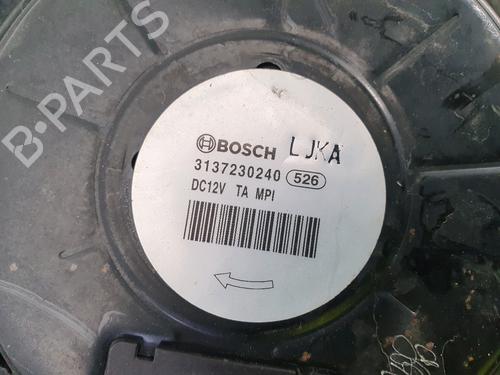 B-PARTS
BOSCH LJKA
3137230240 526
DC12V TA MPI